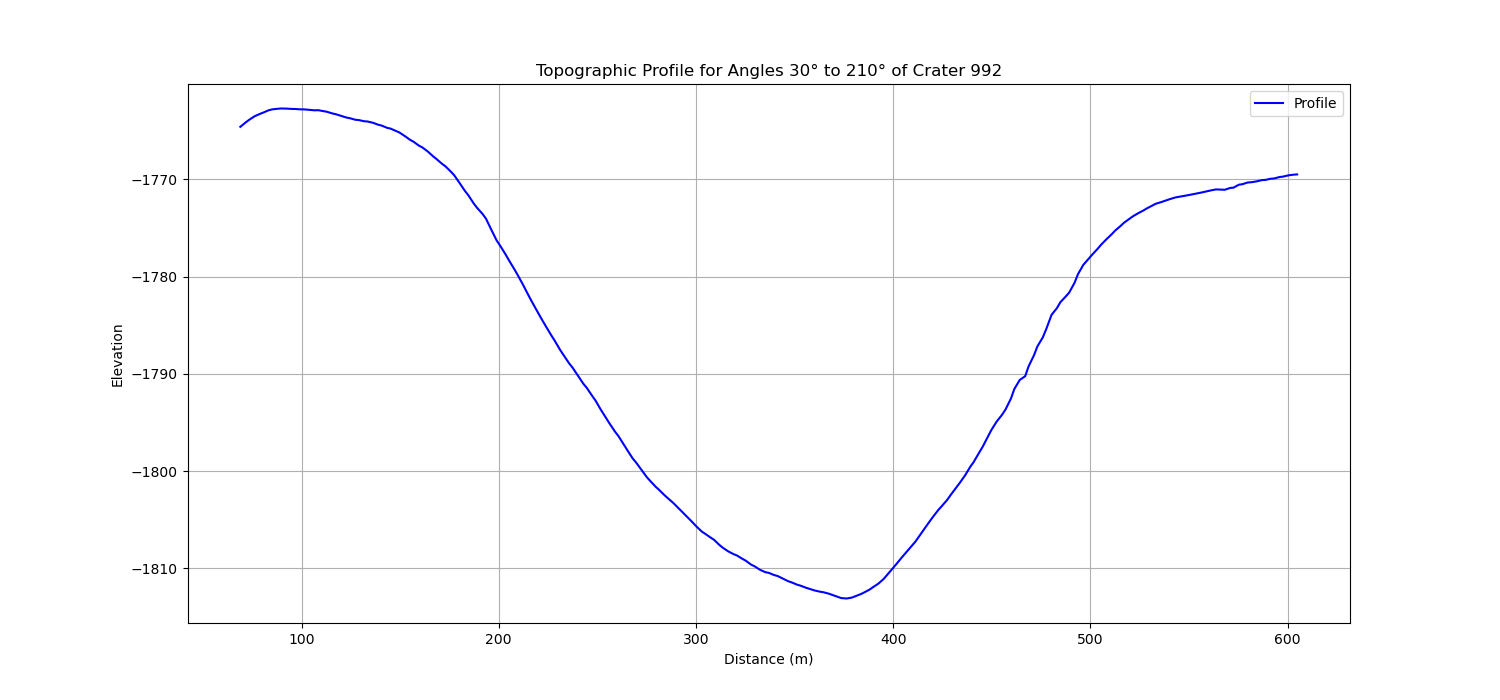 Topographic Profile for Angles 30° to 210° of Crater 992
Profile
−1770
−1780
−1790
−1800
−1810
Elevation
100
200
300
400
500
600
Distance (m)